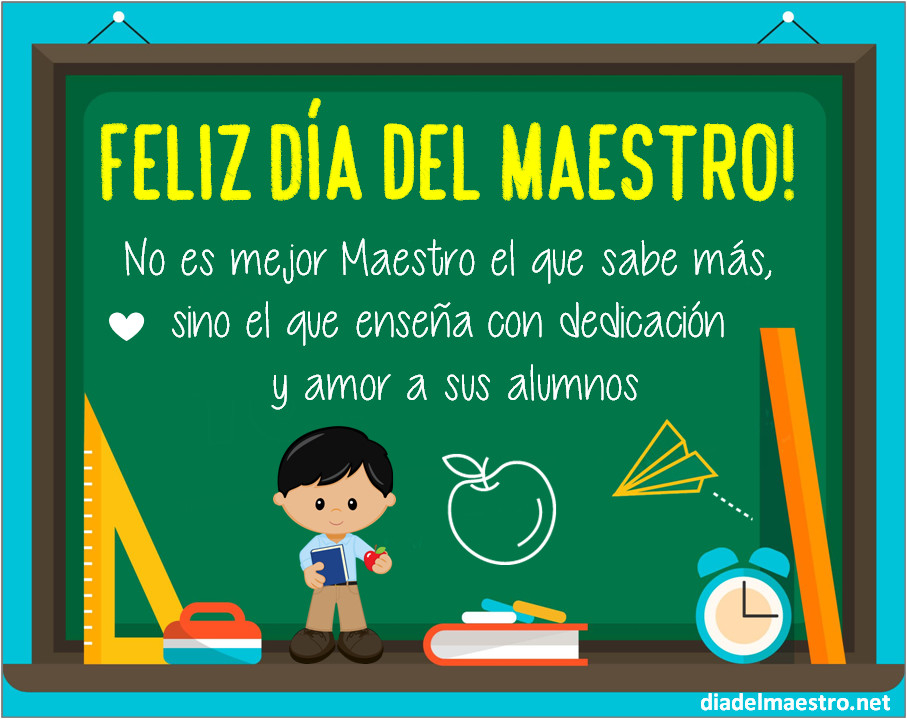 FELIZ DÍA DEL MAESTRO!
No es mejor Maestro el que sabe más,
sino el que enseña con dedicación
y amor a sus alumnos
diadelmaestro.net